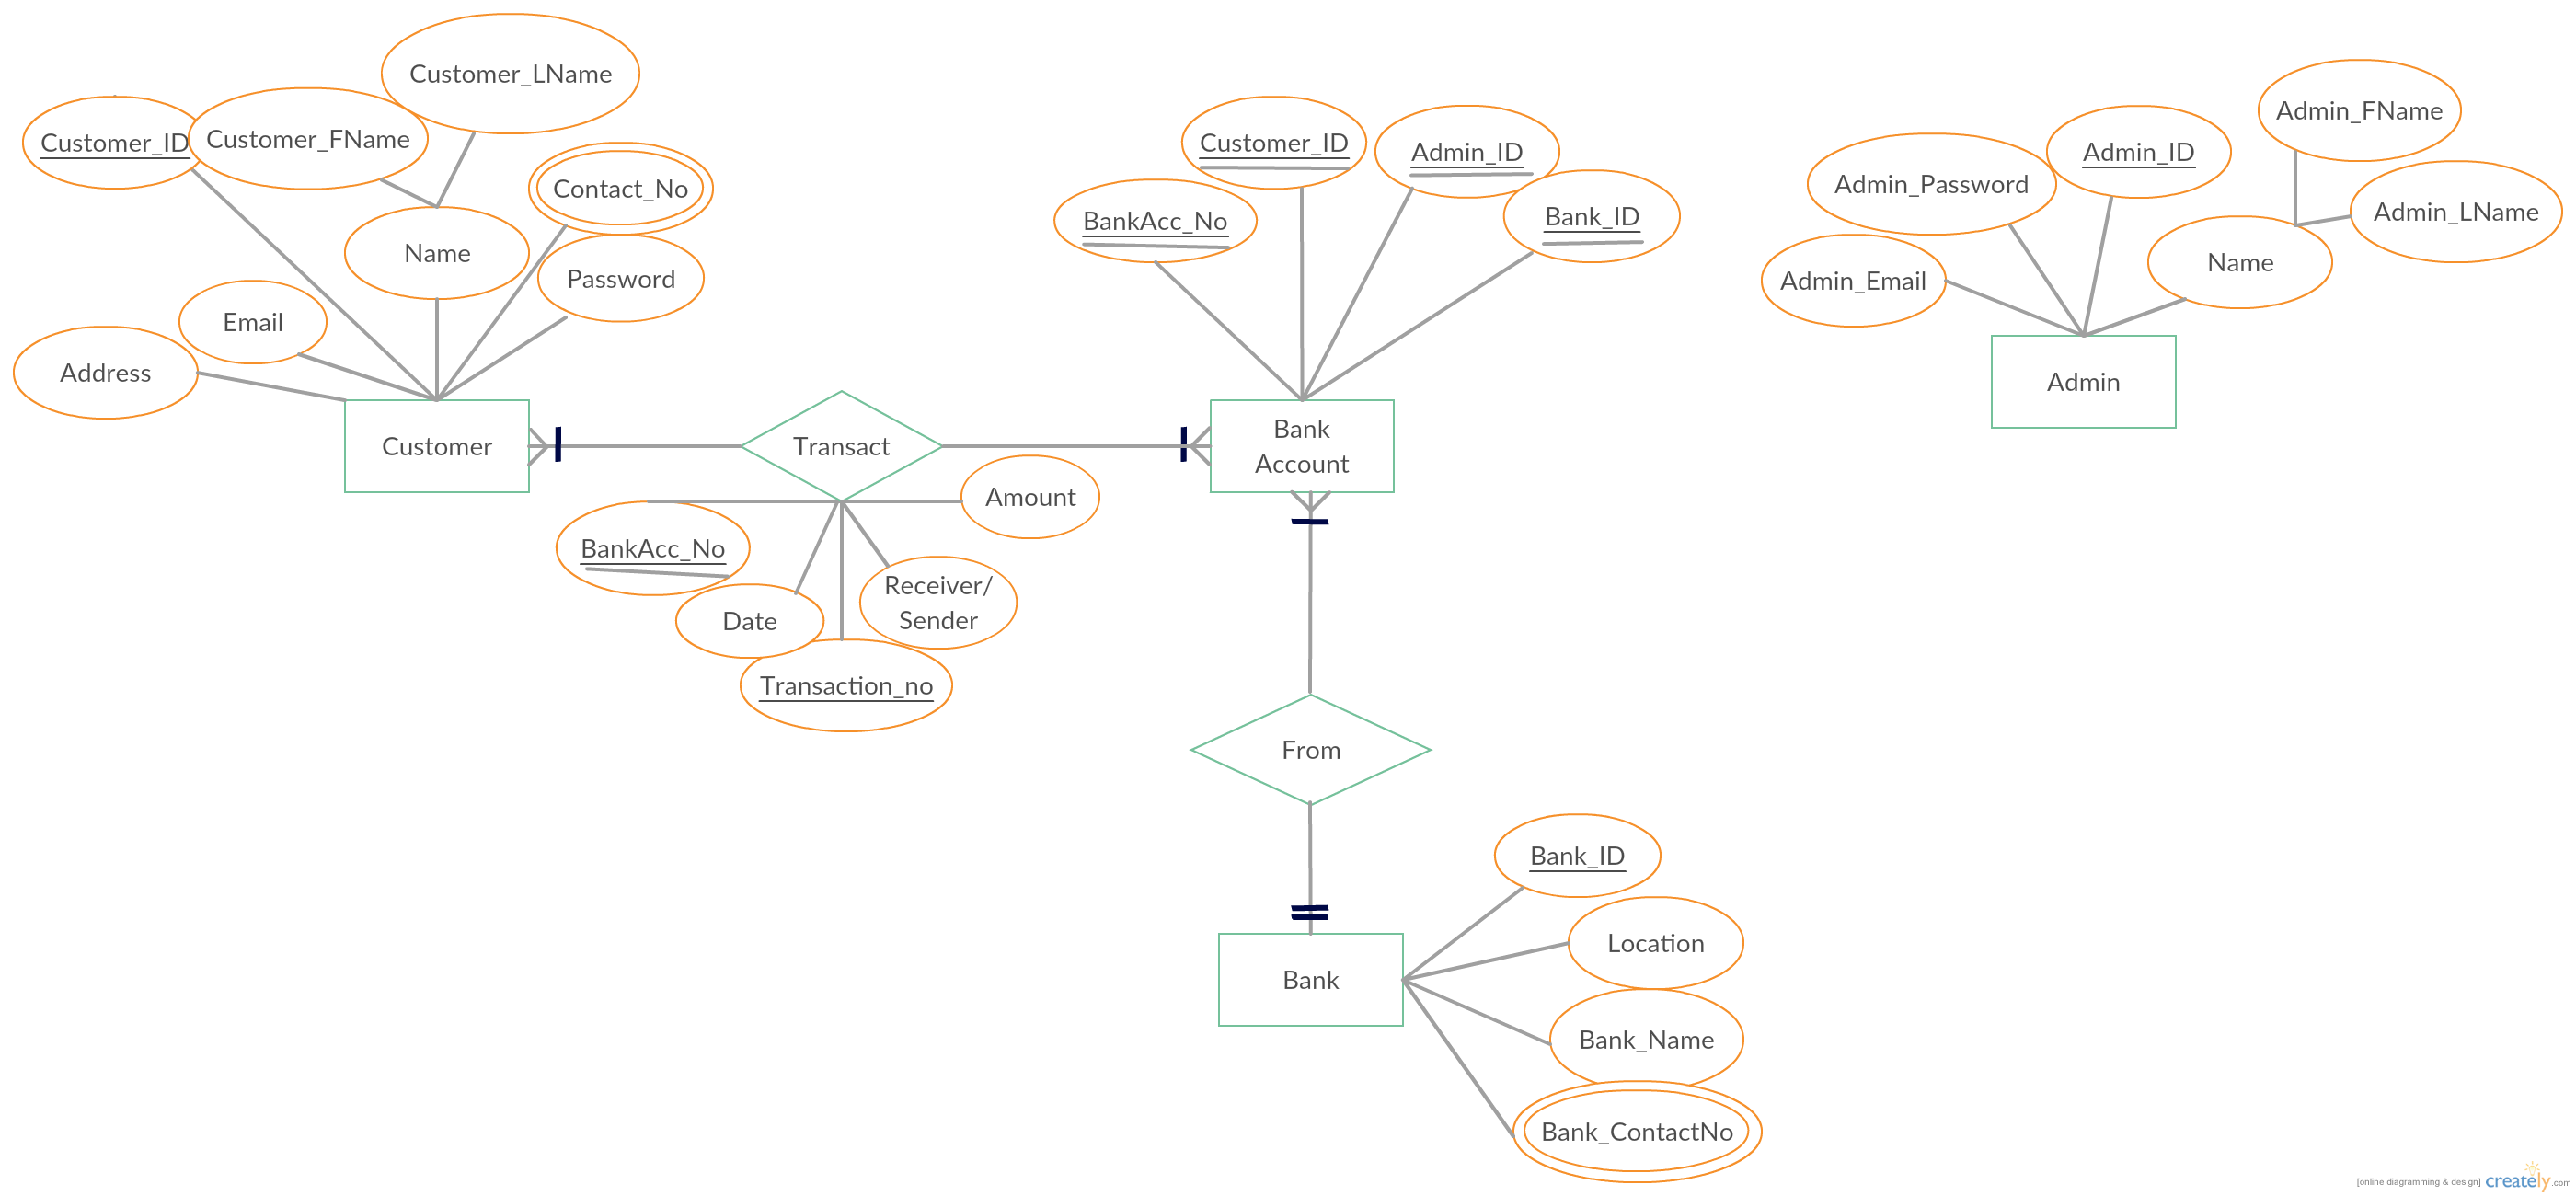 Customer_LName
Customer_ID
Customer_FName
Contact_No
Name
Password
Email
Address
Customer
Transact
BankAcc_No
Date
Transaction_no
Receiver/
Sender
Amount
BankAcc_No
Customer_ID
Admin_ID
Bank_ID
Bank
Account
From
Bank
Bank_ID
Location
Bank_Name
Bank_ContactNo
Admin_Email
Admin_Password
Admin_ID
Admin_FName
Admin_LName
Name
Admin
[online diagramming & design] creately.com